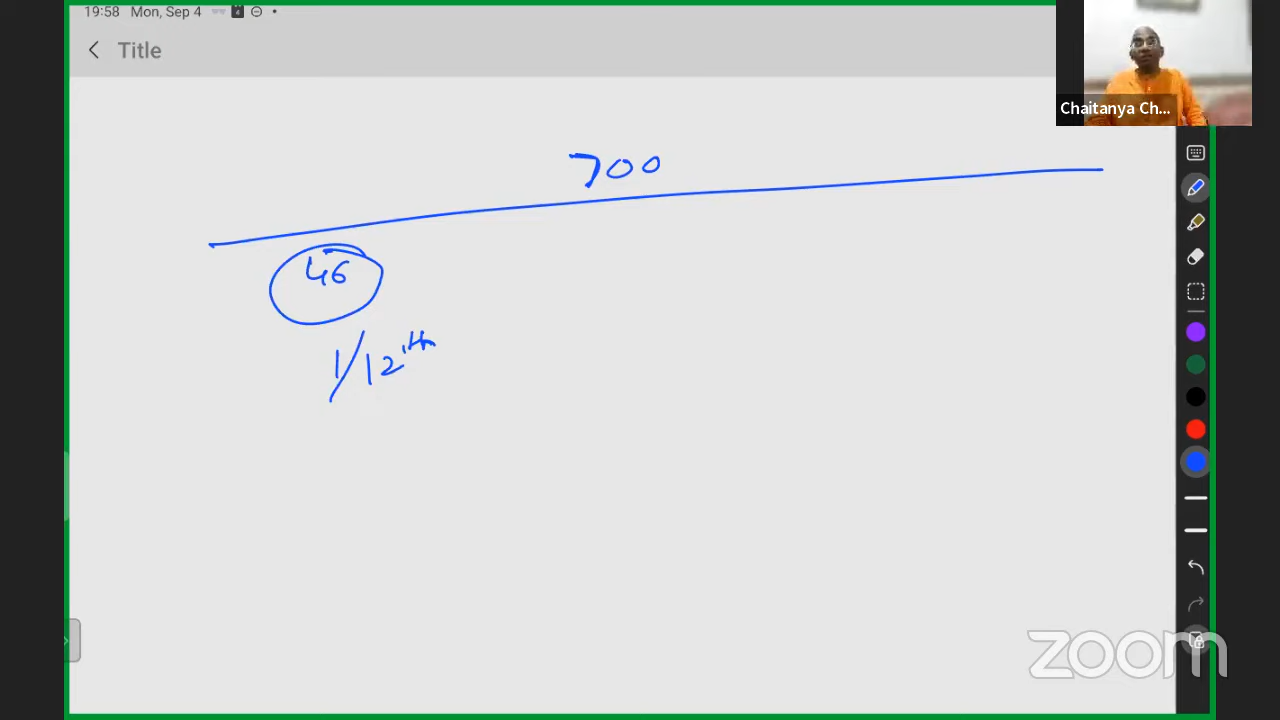 19:58 Mon, Sep 4
Title
Chaitanya Ch...
700
46
1/12th
zoom